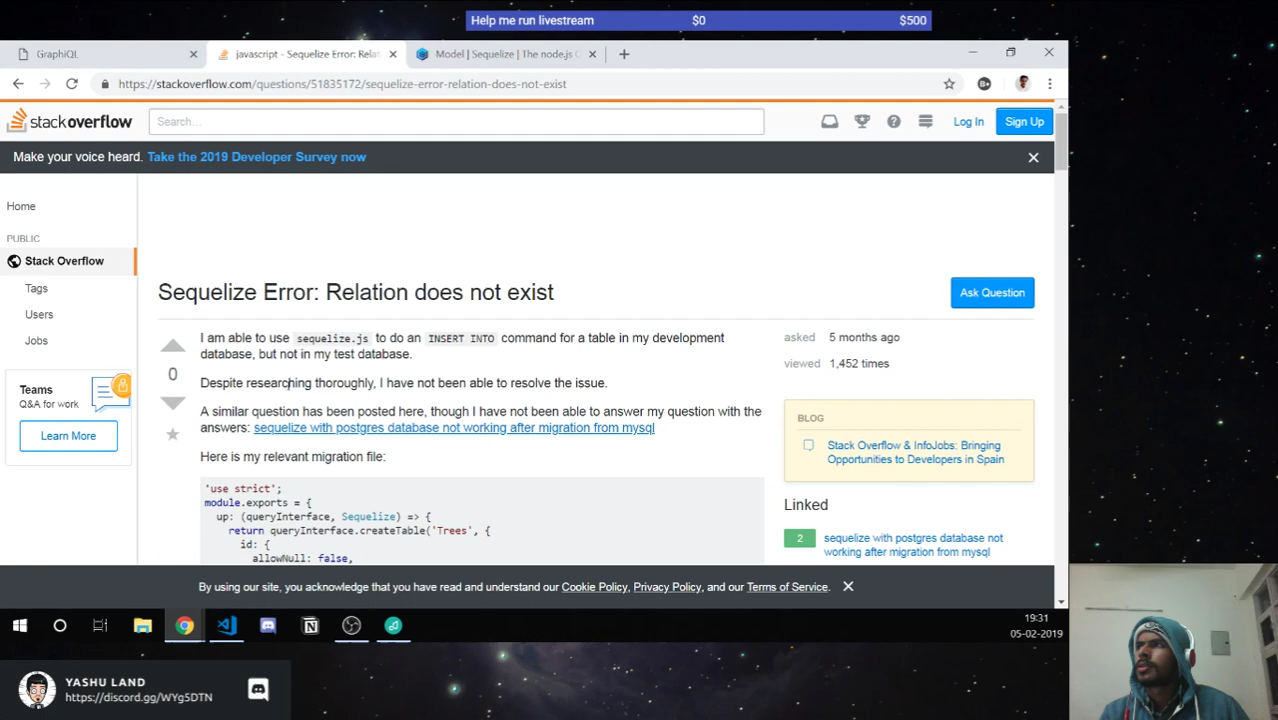 Help me run livestream $0 $500
GraphiQL
javascript - Sequelize Error: Rela
Model | Sequelize | The node.js O
https://stackoverflow.com/questions/51835172/sequelize-error-relation-does-not-exist
stackoverflow
Search...
Log In
Sign Up
Make your voice heard. Take the 2019 Developer Survey now
Home
PUBLIC
Stack Overflow
Tags
Users
Jobs
Teams
Q&A for work
Learn More
Sequelize Error: Relation does not exist
Ask Question
0
I am able to use sequelize.js to do an INSERT INTO command for a table in my development
database, but not in my test database.
Despite researching thoroughly, I have not been able to resolve the issue.
A similar question has been posted here, though I have not been able to answer my question with the
answers: sequelize with postgres database not working after migration from mysql
Here is my relevant migration file:
'use strict';
module.exports = {
up: (queryInterface, Sequelize) => {
return queryInterface.createTable('Trees', {
id: {
allowNull: false,
asked 5 months ago
viewed 1,452 times
BLOG
Stack Overflow & InfoJobs: Bringing
Opportunities to Developers in Spain
Linked
2
sequelize with postgres database not
working after migration from mysql
By using our site, you acknowledge that you have read and understand our Cookie Policy, Privacy Policy, and our Terms of Service.
19:31
05-02-2019
YASHU LAND
https://discord.gg/WYg5DTN